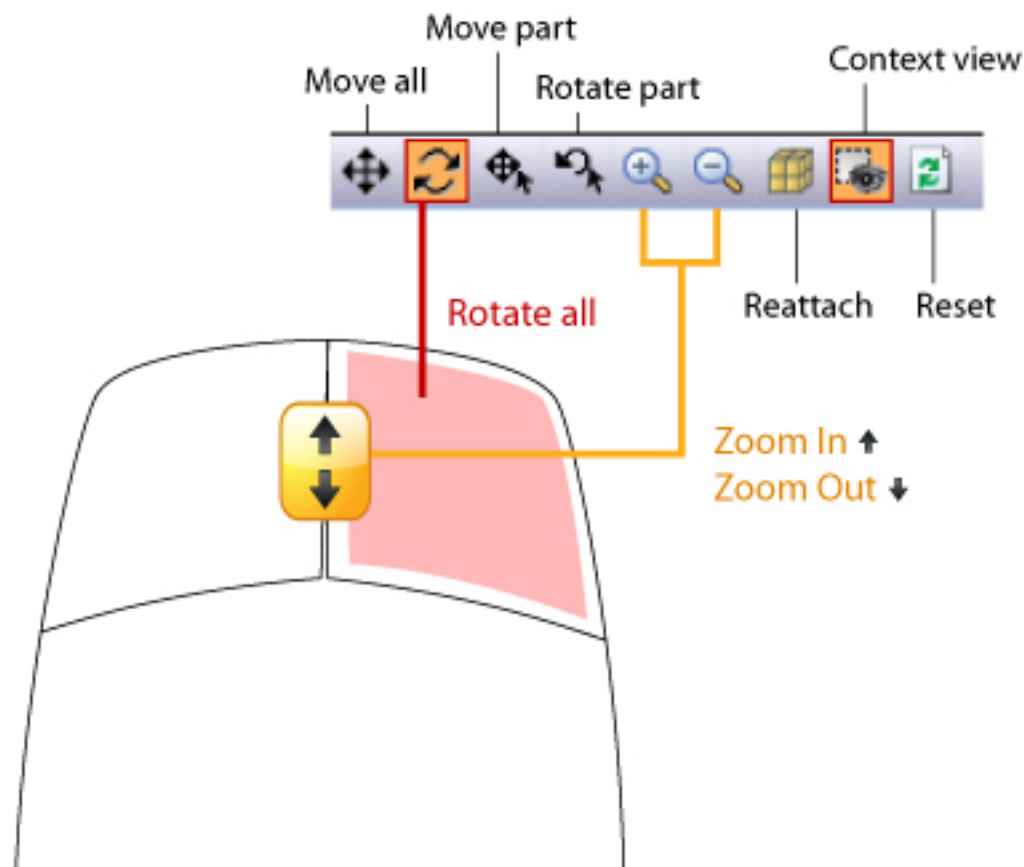 Move part
Context view
Move all
Rotate part
Rotate all
Reattach
Reset
Zoom In
Zoom Out